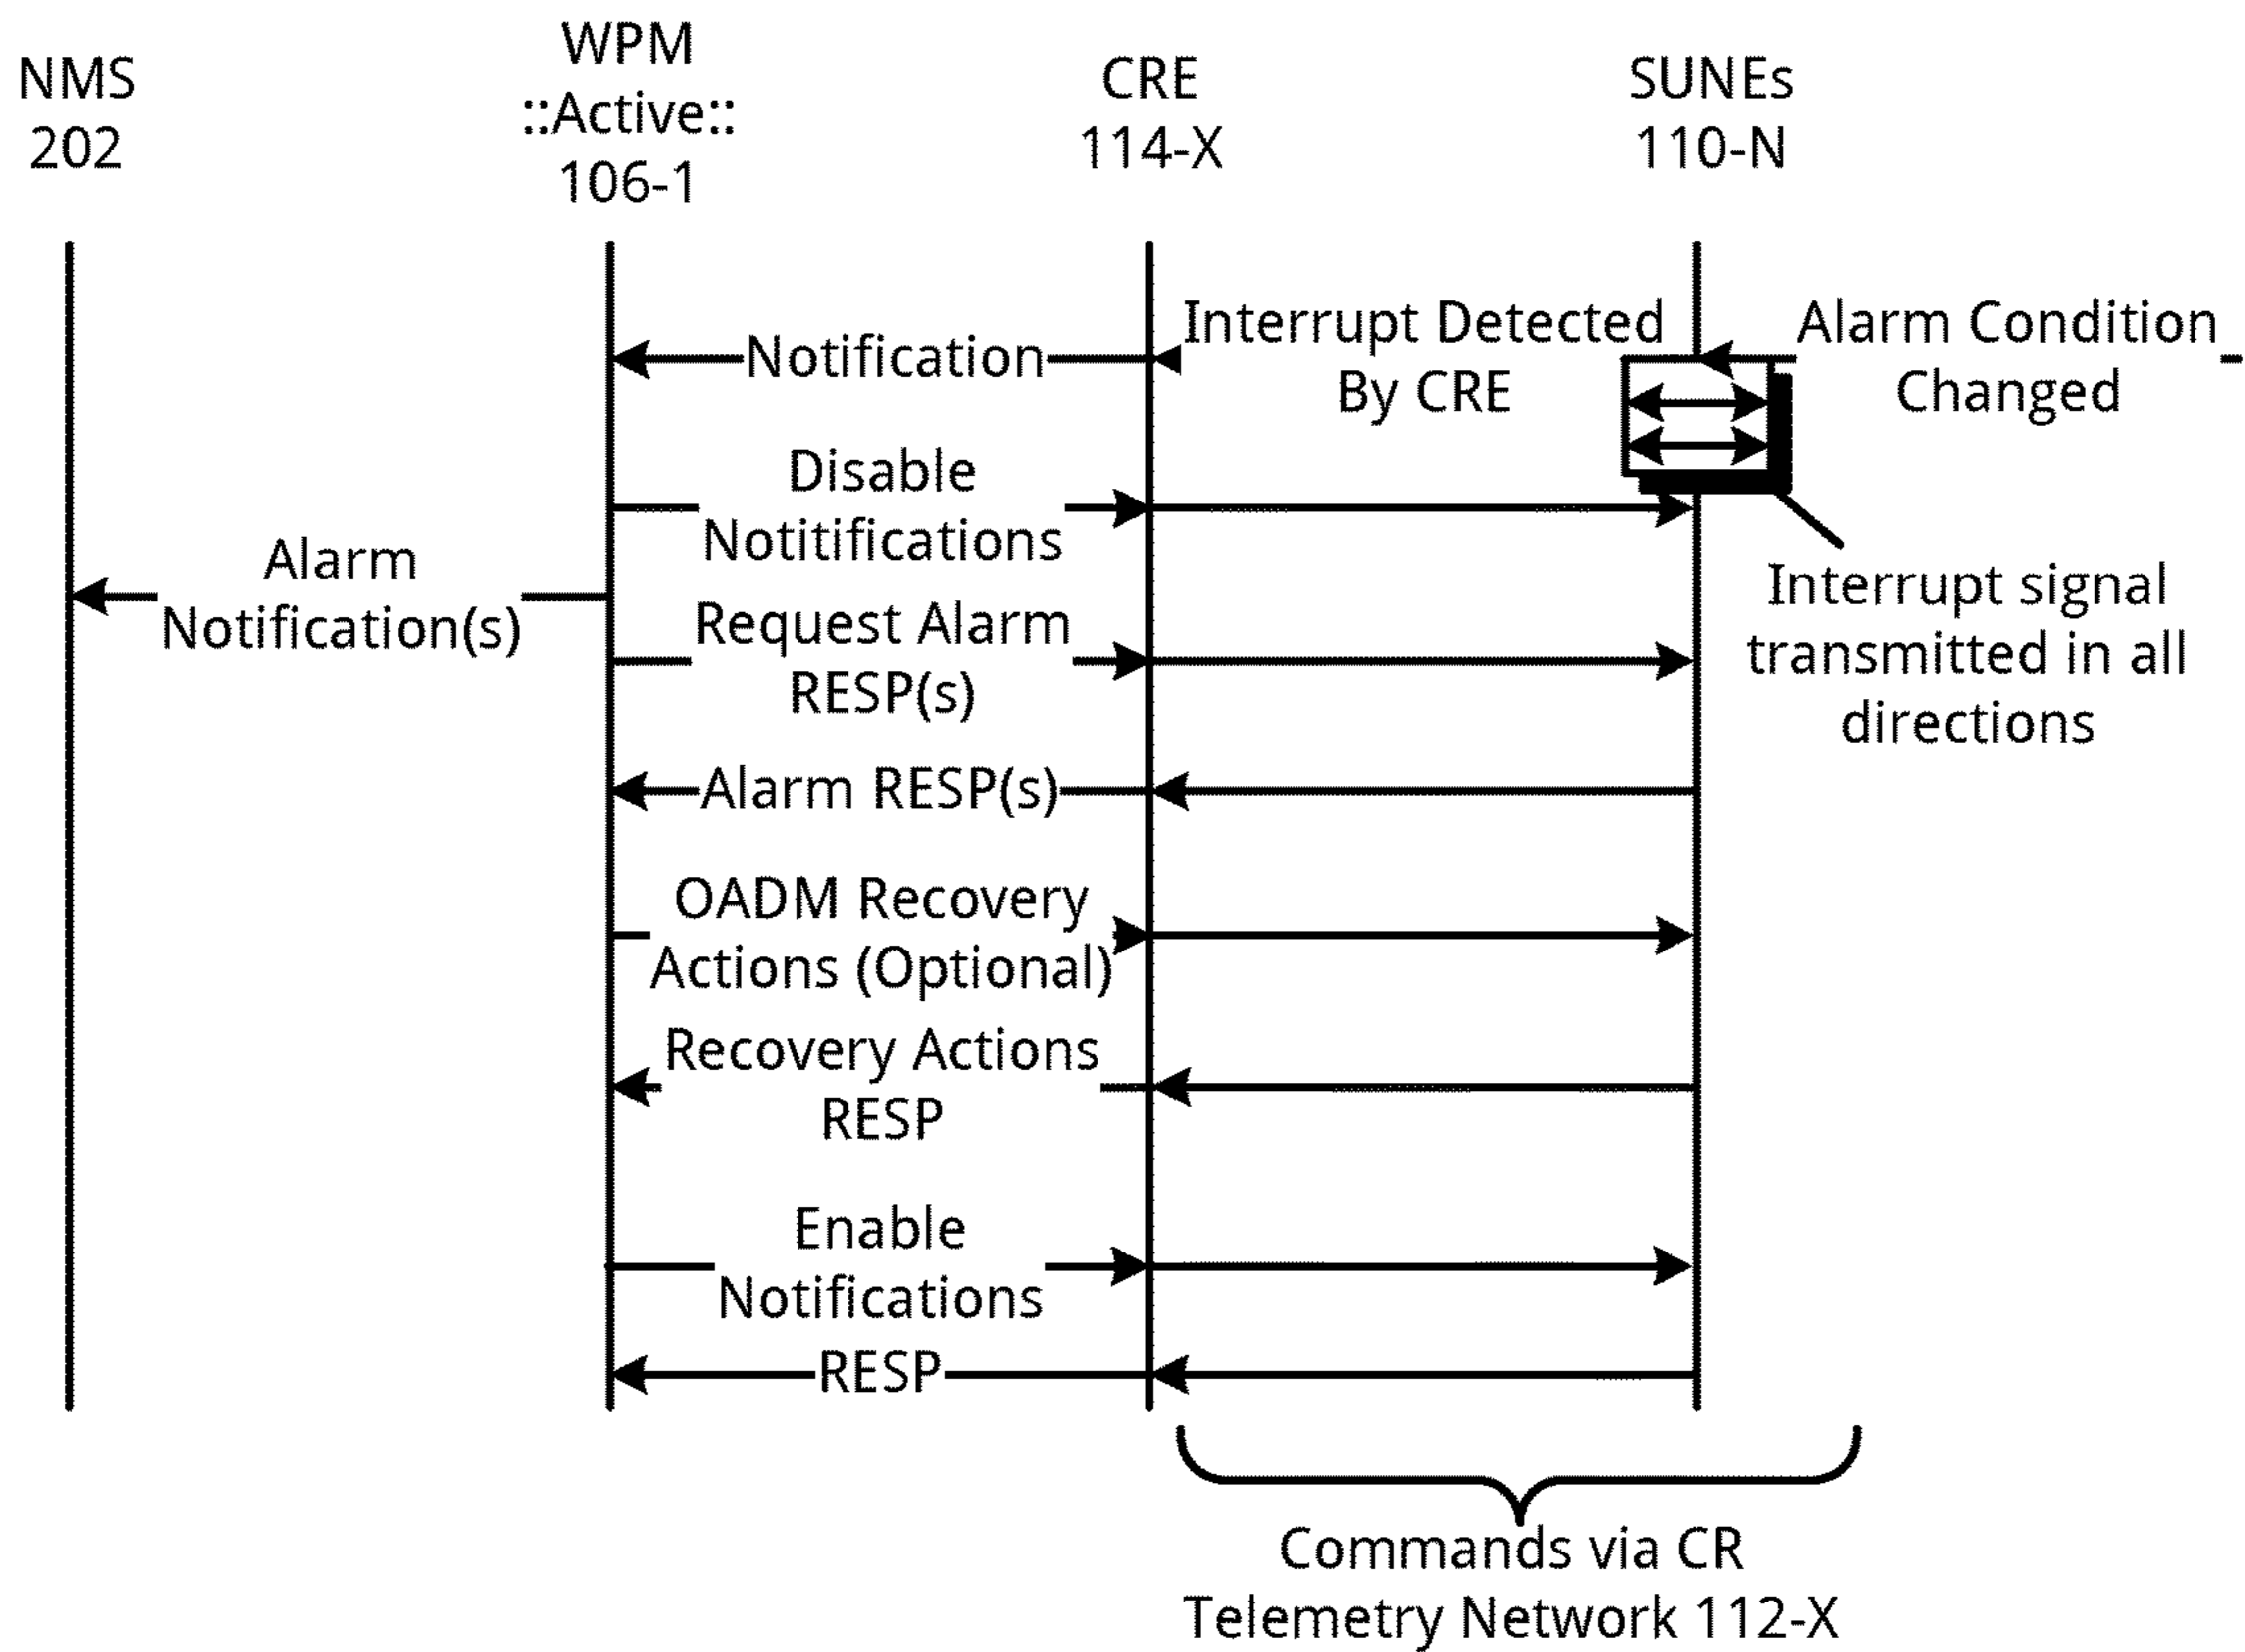 NMS
202
WPM
::Active::
106-1
CRE
114-X
SUNEs
110-N
Notification
Interrupt Detected
By CRE
Alarm Condition
Changed
Disable
Notitifications
Alarm
Notification(s)
Interrupt signal
transmitted in all
directions
Request Alarm
RESP(s)
Alarm RESP(s)
OADM Recovery
Actions (Optional)
Recovery Actions
RESP
Enable
Notifications
RESP
Commands via CR
Telemetry Network 112-X